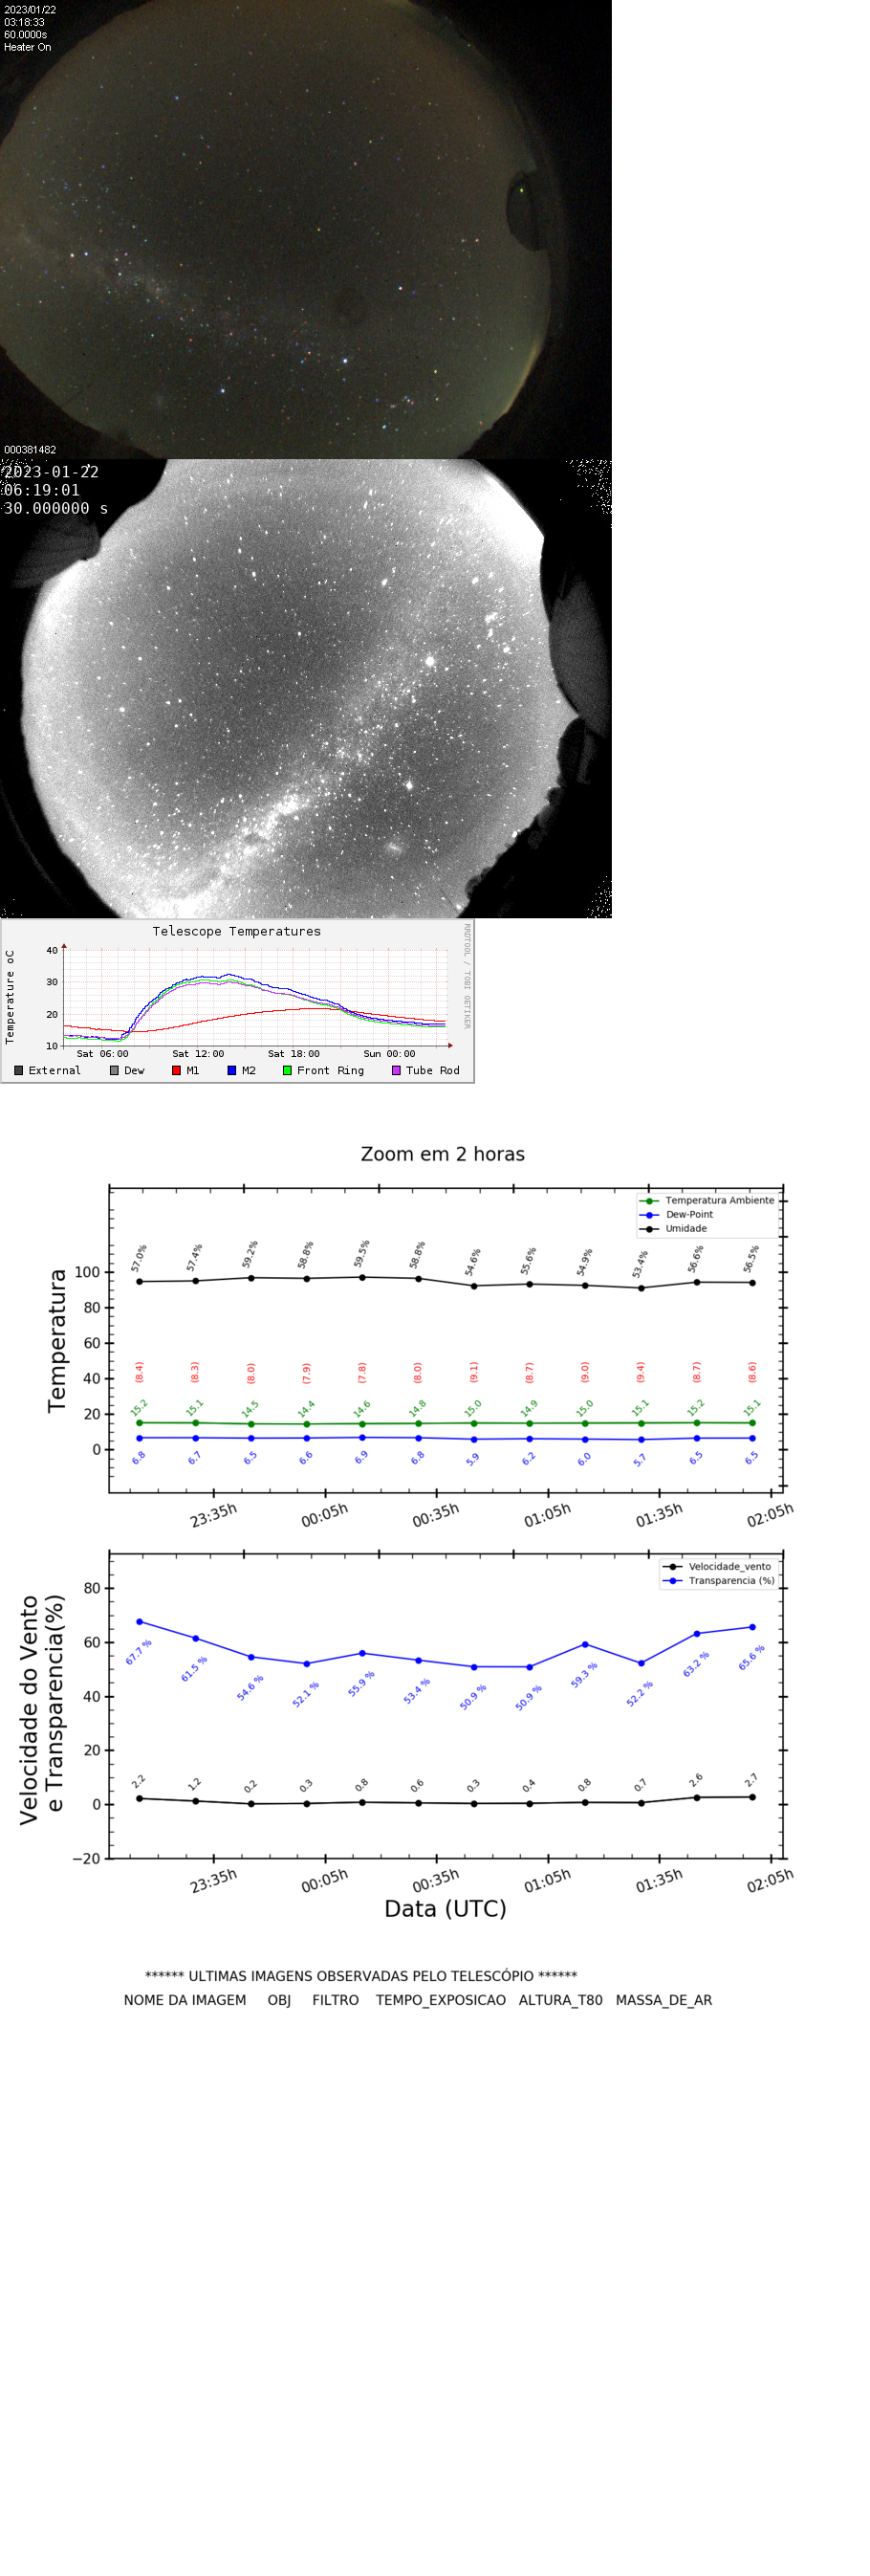 2023/01/22
03:18:33
60.0000s
Heater On
000381482
2023-01-22
06:19:01
30.000000 s
Telescope Temperatures
RRDTOOL / TOBI OETIKER
Temperature oC
40
30
20
10
Sat 06:00 Sat 12:00 Sat 18:00 Sun 00:00
External Dew M1 M2 Front Ring Tube Rod
Zoom em 2 horas
Temperatura Ambiente
Dew-Point
Umidade
Temperatura
100
80
60
40
20
0
57.0% 57.4% 59.2% 58.8% 59.5% 58.8% 54.6% 55.6% 54.9% 53.4% 56.6% 56.5%
(8.4) (8.3) (8.0) (7.9) (7.8) (8.0) (9.1) (8.7) (9.0) (9.4) (8.7) (8.6)
15.2 15.1 14.5 14.4 14.6 14.8 15.0 14.9 15.0 15.1 15.2 15.1
6.8 6.7 6.5 6.6 6.9 6.8 5.9 6.2 6.0 5.7 6.5 6.5
23:35h 00:05h 00:35h 01:05h 01:35h 02:05h
Velocidade_vento
Transparencia (%)
Velocidade do Vento
e Transparencia(%)
80
60
40
20
0
−20
67.7 % 61.5 % 54.6 % 52.1 % 55.9 % 53.4 % 50.9 % 50.9 % 59.3 % 52.2 % 63.2 % 65.6 %
2.2 1.2 0.2 0.3 0.8 0.6 0.3 0.4 0.8 0.7 2.6 2.7
23:35h 00:05h 00:35h 01:05h 01:35h 02:05h
Data (UTC)
****** ULTIMAS IMAGENS OBSERVADAS PELO TELESCÓPIO ******
NOME DA IMAGEM OBJ FILTRO TEMPO_EXPOSICAO ALTURA_T80 MASSA_DE_AR